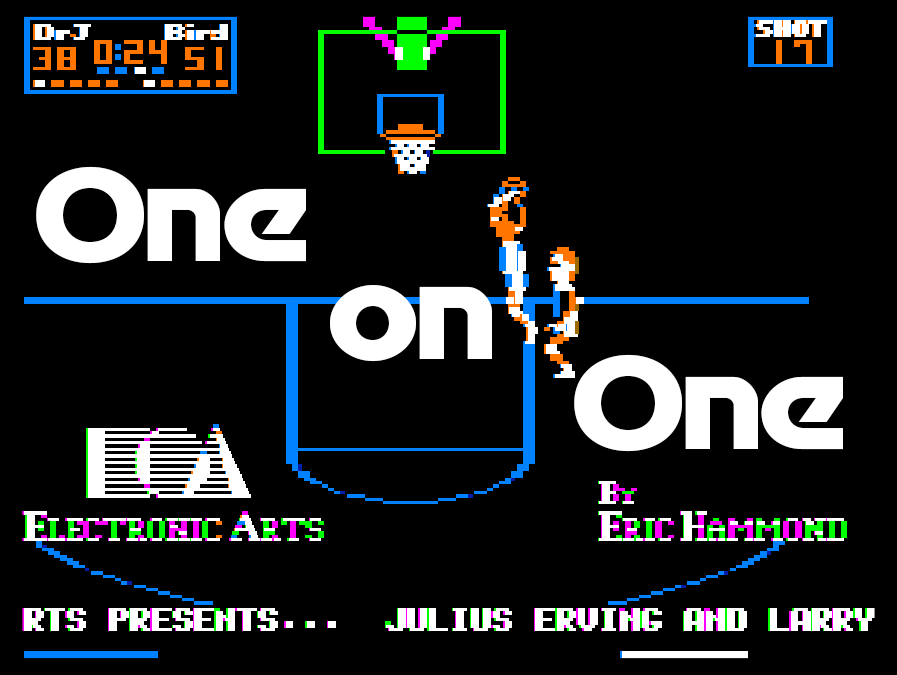 DrJ Bird
38 0:24 51
SHOT
17
One
on
One
EA
ELECTRONIC ARTS
BY
ERIC HAMMOND
RTS PRESENTS... JULIUS ERVING AND LARRY